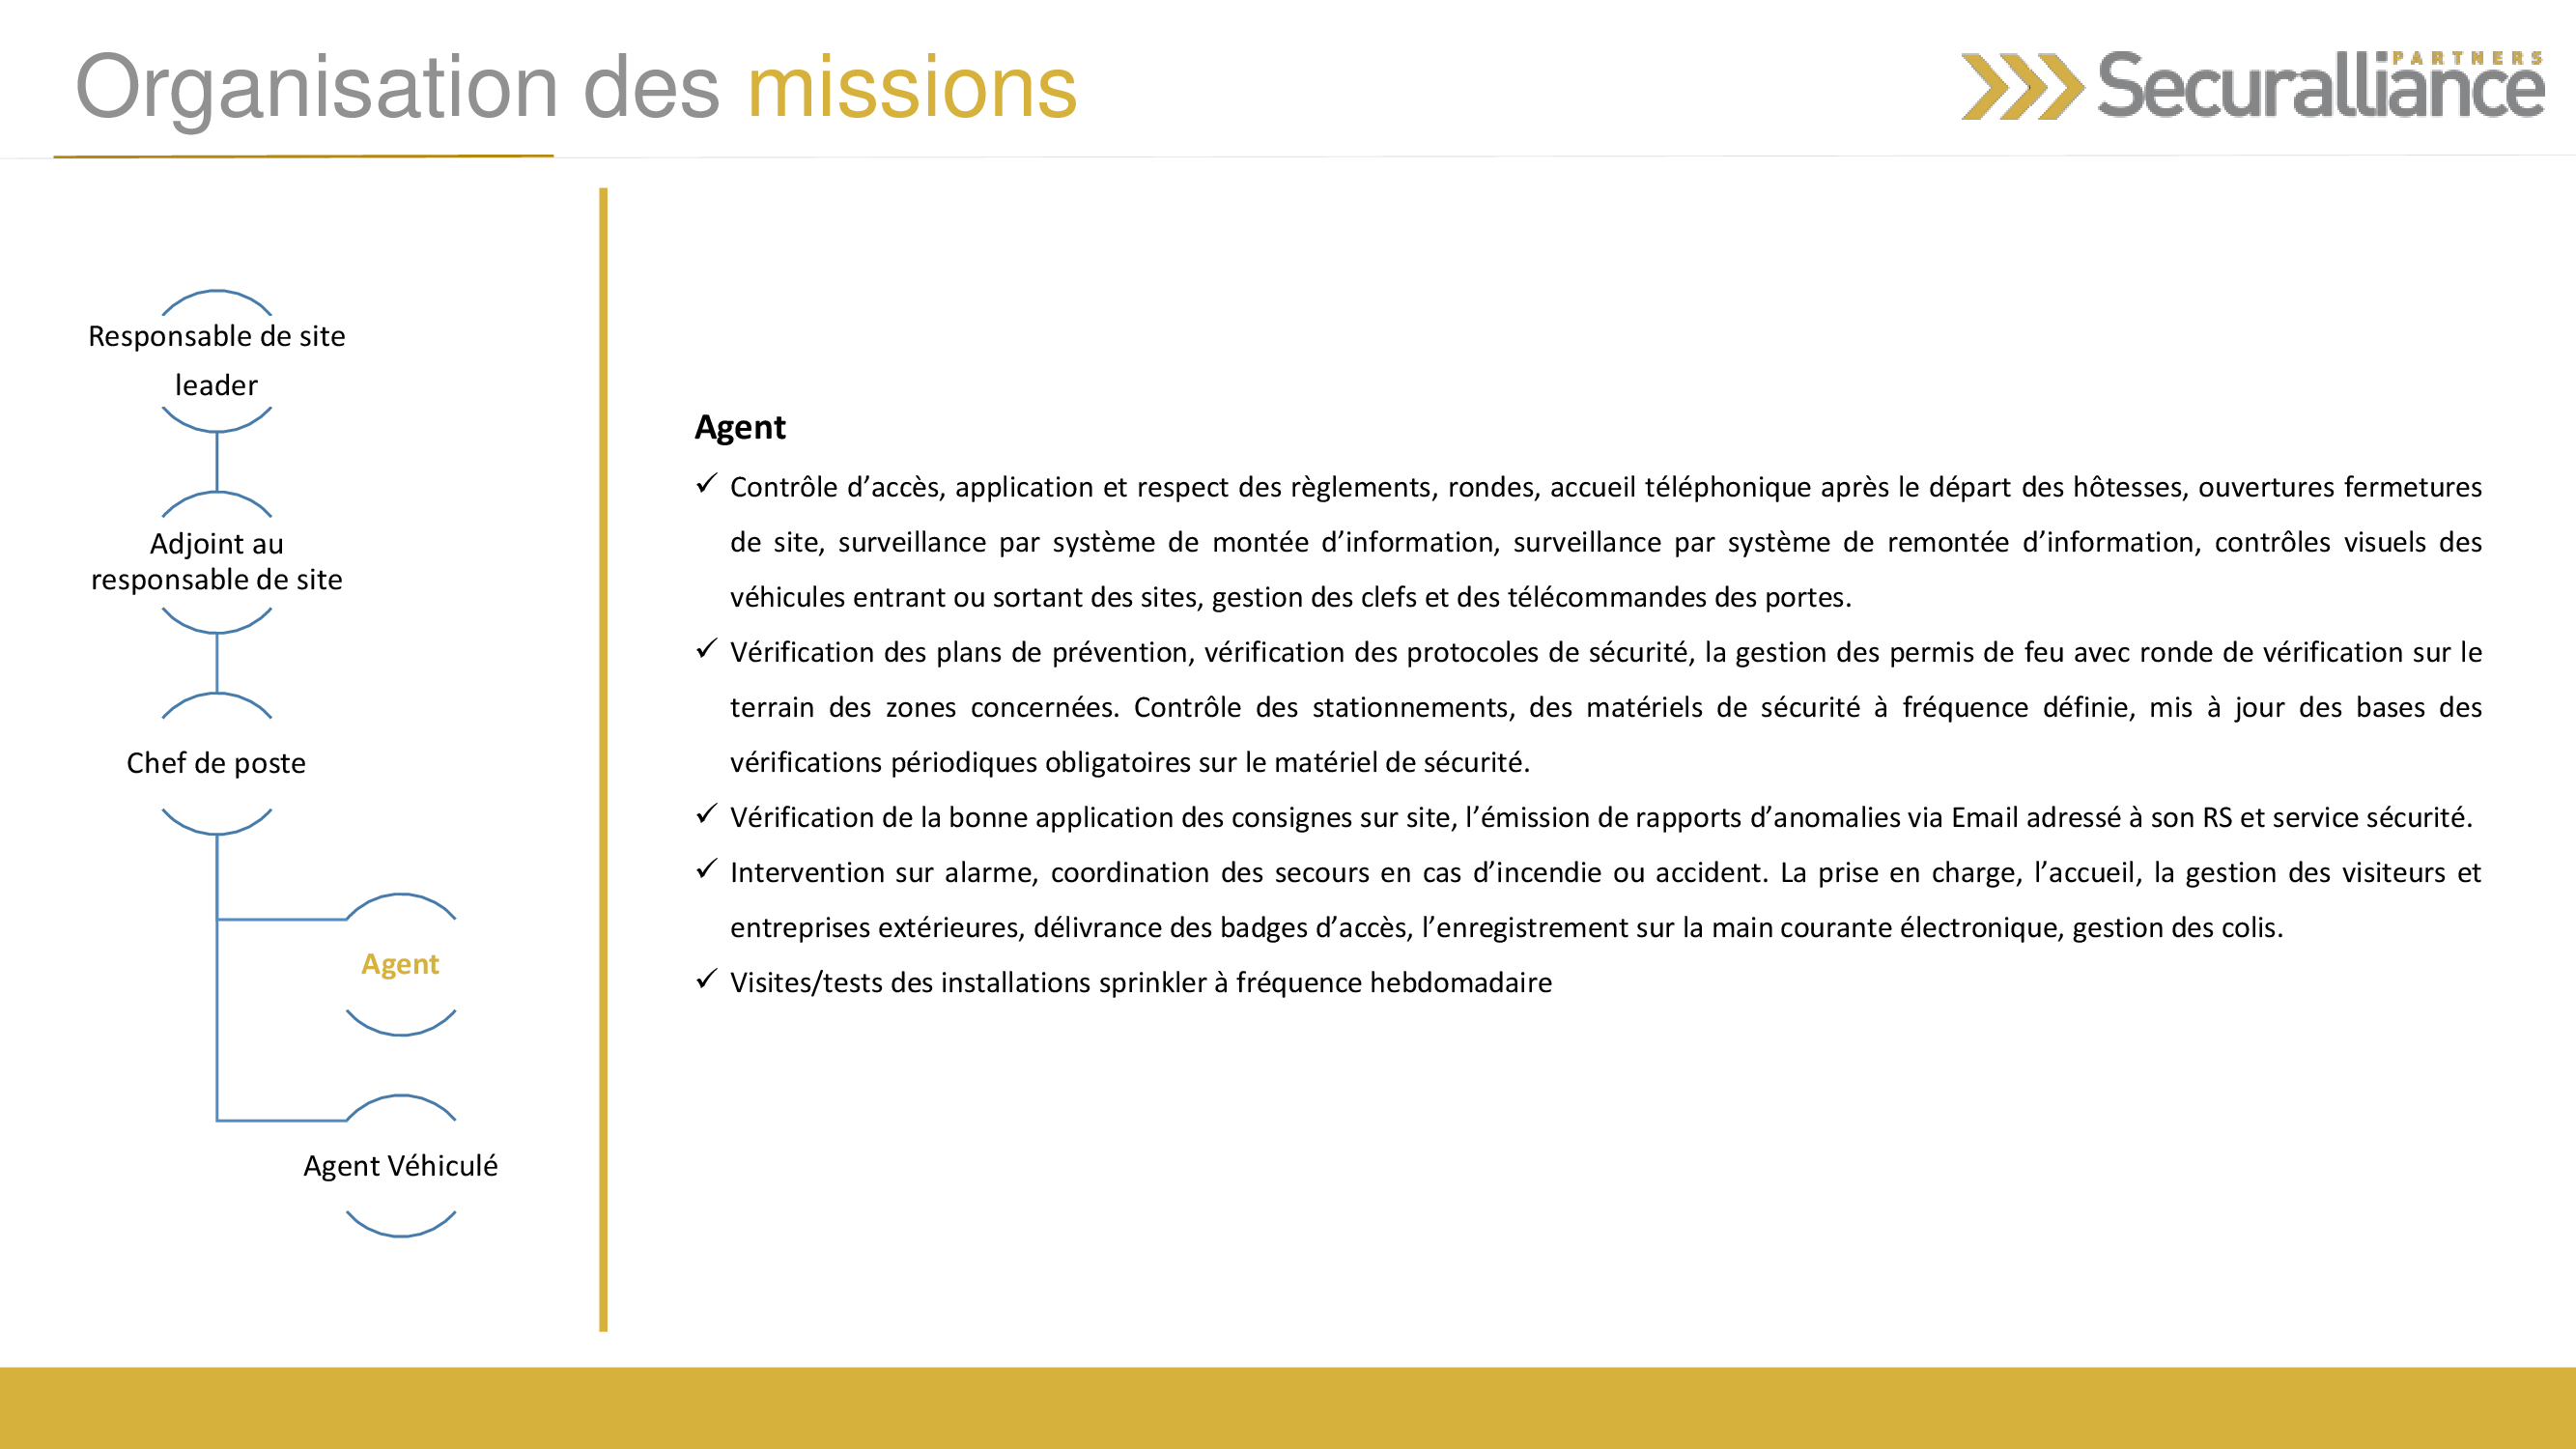 Organisation des missions
PARTNERS
Securalliance
Responsable de site
leader
Adjoint au
responsable de site
Chef de poste
Agent
Agent Véhiculé
Agent
✓ Contrôle d’accès, application et respect des règlements, rondes, accueil téléphonique après le départ des hôtesses, ouvertures fermetures
de site, surveillance par système de montée d’information, surveillance par système de remontée d’information, contrôles visuels des
véhicules entrant ou sortant des sites, gestion des clefs et des télécommandes des portes.
✓ Vérification des plans de prévention, vérification des protocoles de sécurité, la gestion des permis de feu avec ronde de vérification sur le
terrain des zones concernées. Contrôle des stationnements, des matériels de sécurité à fréquence définie, mis à jour des bases des
vérifications périodiques obligatoires sur le matériel de sécurité.
✓ Vérification de la bonne application des consignes sur site, l’émission de rapports d’anomalies via Email adressé à son RS et service sécurité.
✓ Intervention sur alarme, coordination des secours en cas d’incendie ou accident. La prise en charge, l’accueil, la gestion des visiteurs et
entreprises extérieures, délivrance des badges d’accès, l’enregistrement sur la main courante électronique, gestion des colis.
✓ Visites/tests des installations sprinkler à fréquence hebdomadaire